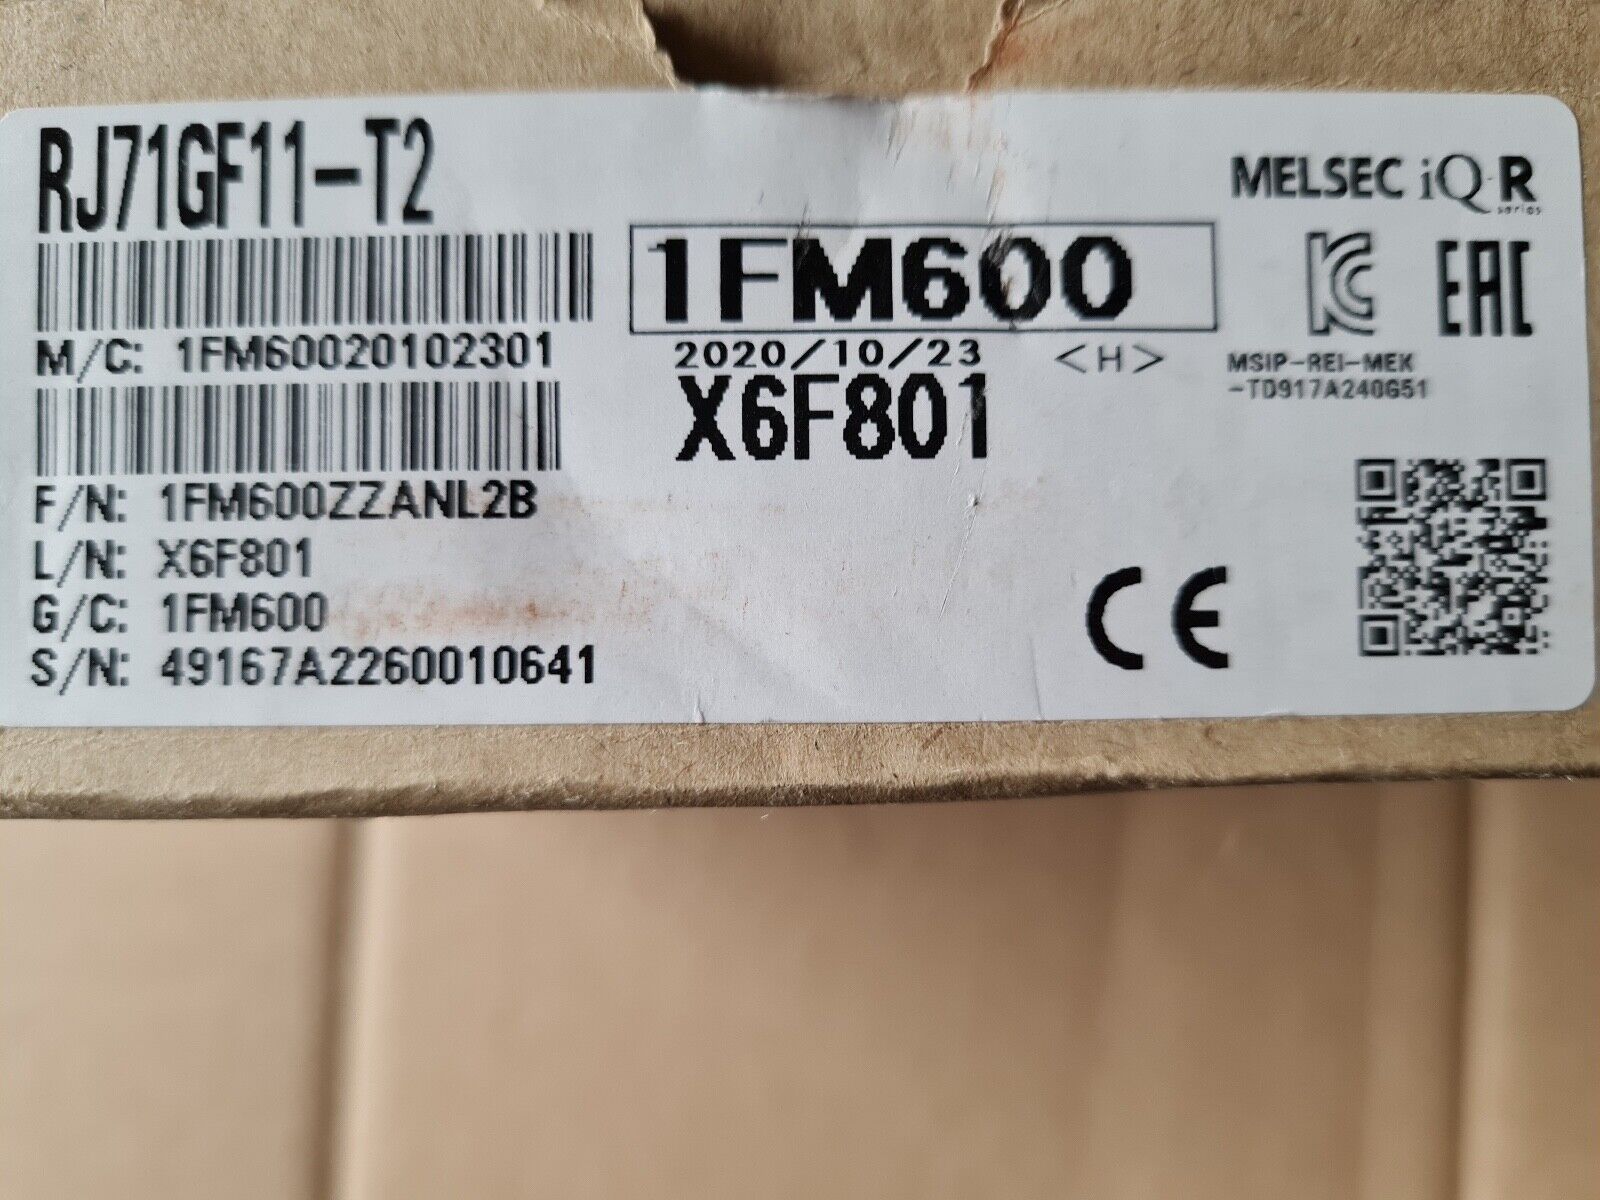 RJ71GF11-T2
MELSEC iQ-R
series
1FM600
M/C: 1FM60020102301
2020/10/23 <H>
MSIP-REI-MEK
-TD917A240G51
X6F801
F/N: 1FM600ZZANL2B
L/N: X6F801
G/C: 1FM600
S/N: 49167A2260010641
KC
EAC
CE